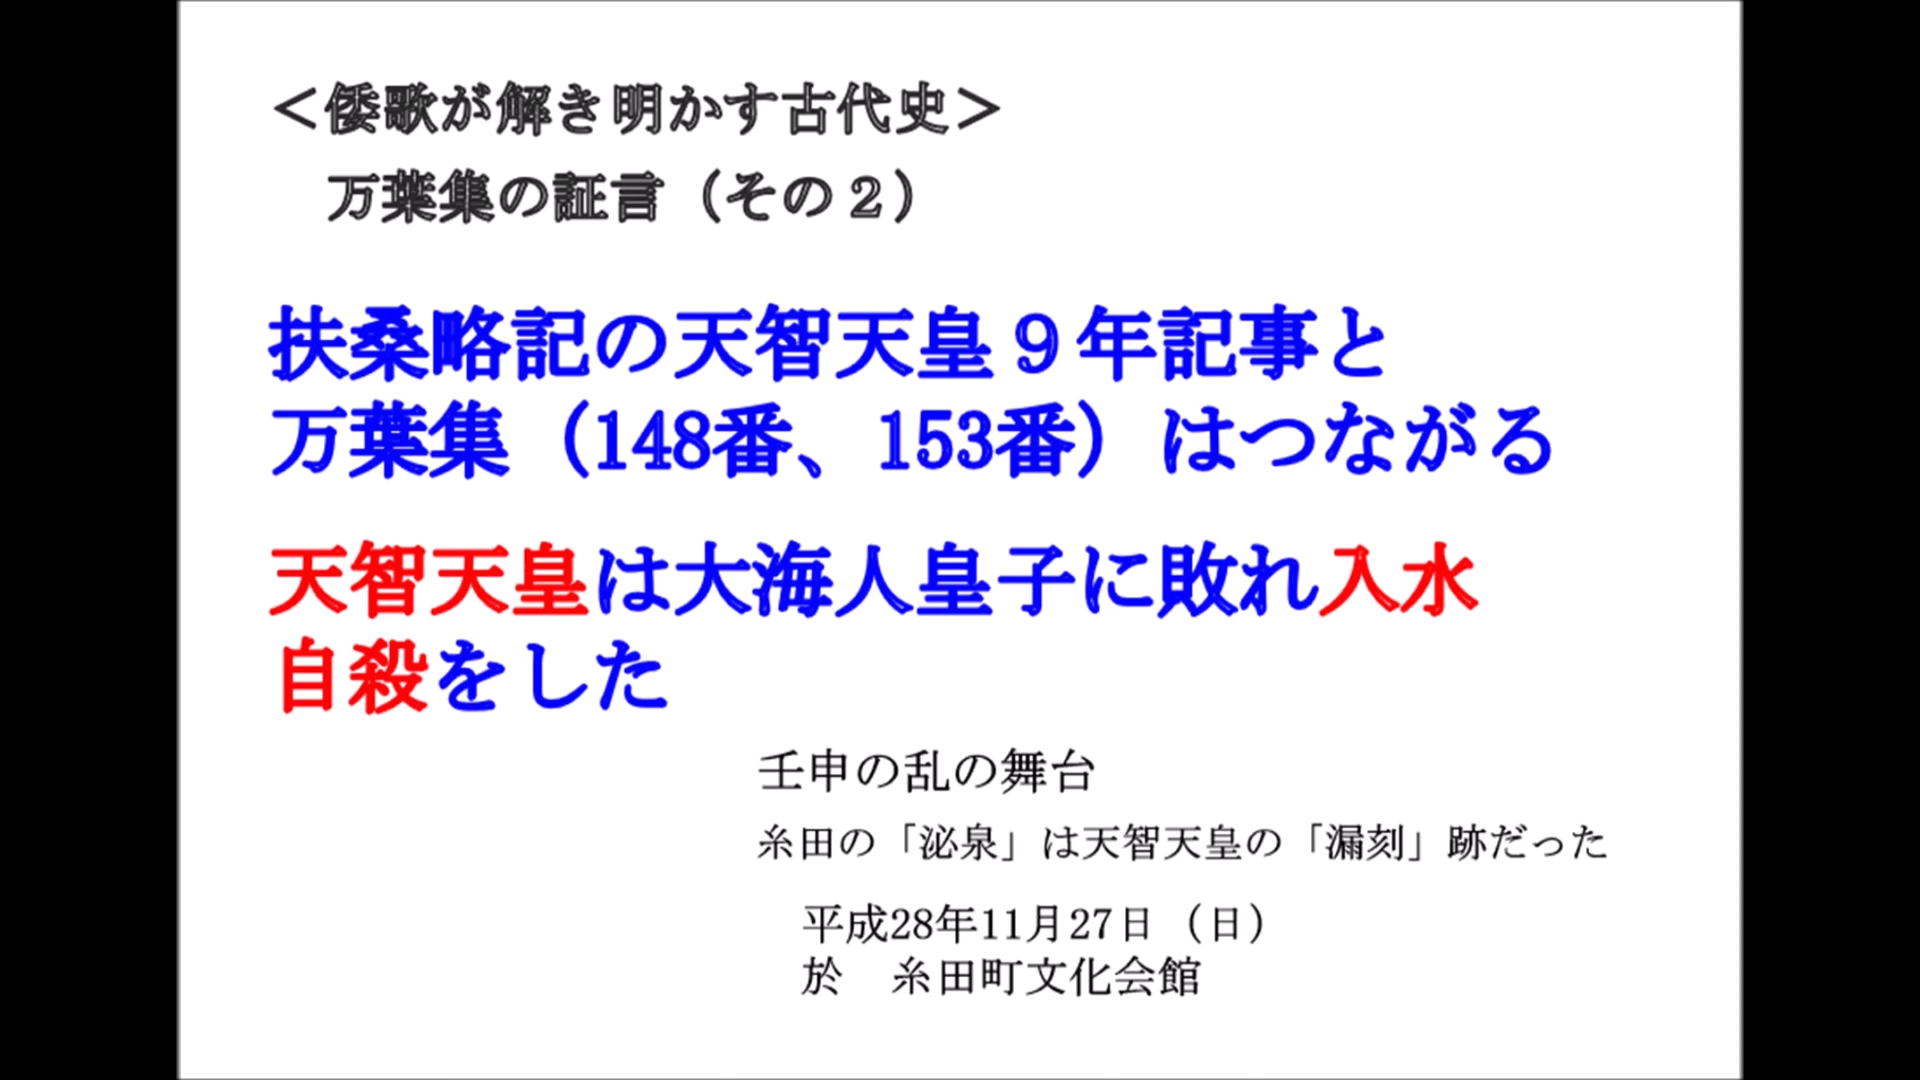 ＜倭歌が解き明かす古代史＞
万葉集の証言（その２）
扶桑略記の天智天皇９年記事と
万葉集（148番、153番）はつながる
天智天皇は大海人皇子に敗れ入水
自殺をした
壬申の乱の舞台
糸田の「泌泉」は天智天皇の「漏刻」跡だった
平成28年11月27日（日）
於　糸田町文化会館